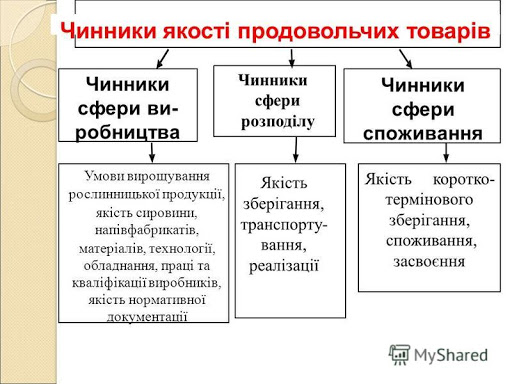 Чинники якості продовольчих товарів
Чинники
сфери ви-
робництва
Чинники
сфери
розподілу
Чинники
сфери
споживання
Умови вирощування
рослинницької продукції,
якість сировини,
напівфабрикатів,
матеріалів, технології,
обладнання, праці та
кваліфікації виробників,
якість нормативної
документації
Якість
зберігання,
транспорту-
вання,
реалізації
Якість коротко-
термінового
зберігання,
споживання,
засвоєння
MyShared